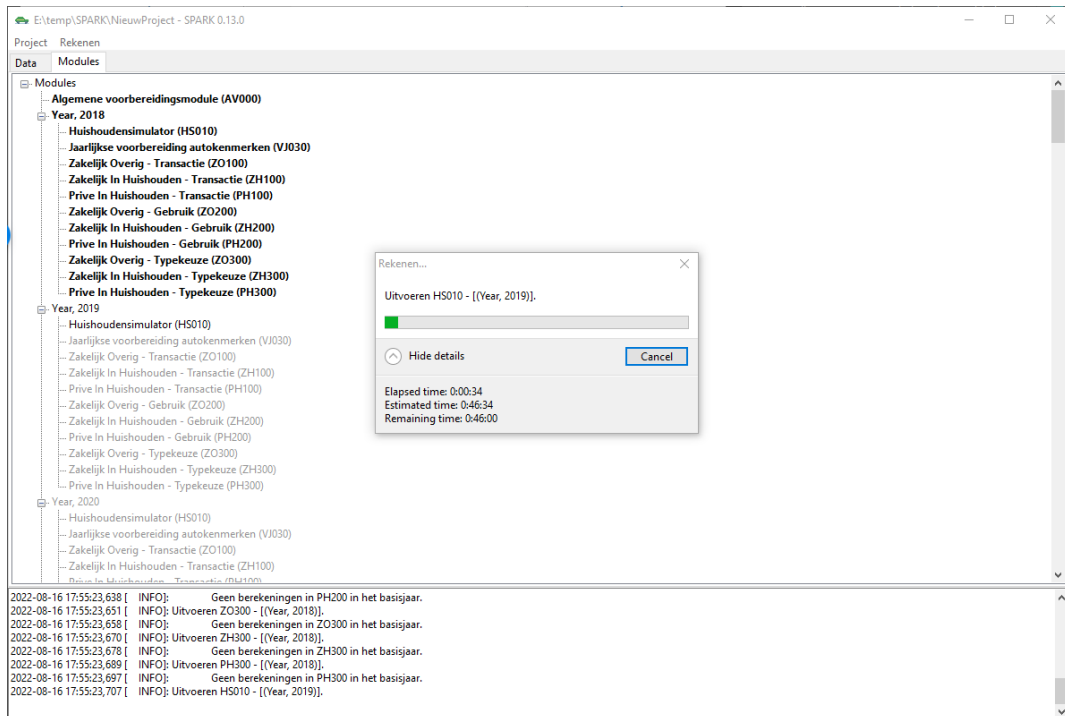 E:\temp\SPARK\NieuwProject - SPARK 0.13.0
Project Rekenen
Data Modules
Modules
Algemene voorbereidingsmodule (AV000)
Year, 2018
Huishoudensimulator (HS010)
Jaarlijkse voorbereiding autokenmerken (VJ030)
Zakelijk Overig - Transactie (ZO100)
Zakelijk In Huishouden - Transactie (ZH100)
Prive In Huishouden - Transactie (PH100)
Zakelijk Overig - Gebruik (ZO200)
Zakelijk In Huishouden - Gebruik (ZH200)
Prive In Huishouden - Gebruik (PH200)
Zakelijk Overig - Typekeuze (ZO300)
Zakelijk In Huishouden - Typekeuze (ZH300)
Prive In Huishouden - Typekeuze (PH300)
Year, 2019
Huishoudensimulator (HS010)
Jaarlijkse voorbereiding autokenmerken (VJ030)
Zakelijk Overig - Transactie (ZO100)
Zakelijk In Huishouden - Transactie (ZH100)
Prive In Huishouden - Transactie (PH100)
Zakelijk Overig - Gebruik (ZO200)
Zakelijk In Huishouden - Gebruik (ZH200)
Prive In Huishouden - Gebruik (PH200)
Zakelijk Overig - Typekeuze (ZO300)
Zakelijk In Huishouden - Typekeuze (ZH300)
Prive In Huishouden - Typekeuze (PH300)
Year, 2020
Huishoudensimulator (HS010)
Jaarlijkse voorbereiding autokenmerken (VJ030)
Zakelijk Overig - Transactie (ZO100)
Zakelijk In Huishouden - Transactie (ZH100)
Prive In Huishouden - Transactie (PH100)
Rekenen...
Uitvoeren HS010 - [(Year, 2019)].
Hide details Cancel
Elapsed time: 0:00:34
Estimated time: 0:46:34
Remaining time: 0:46:00
2022-08-16 17:55:23,638 [ INFO]: Geen berekeningen in PH200 in het basisjaar.
2022-08-16 17:55:23,651 [ INFO]: Uitvoeren ZO300 - [(Year, 2018)].
2022-08-16 17:55:23,658 [ INFO]: Geen berekeningen in ZO300 in het basisjaar.
2022-08-16 17:55:23,670 [ INFO]: Uitvoeren ZH300 - [(Year, 2018)].
2022-08-16 17:55:23,678 [ INFO]: Geen berekeningen in ZH300 in het basisjaar.
2022-08-16 17:55:23,689 [ INFO]: Uitvoeren PH300 - [(Year, 2018)].
2022-08-16 17:55:23,697 [ INFO]: Geen berekeningen in PH300 in het basisjaar.
2022-08-16 17:55:23,707 [ INFO]: Uitvoeren HS010 - [(Year, 2019)].